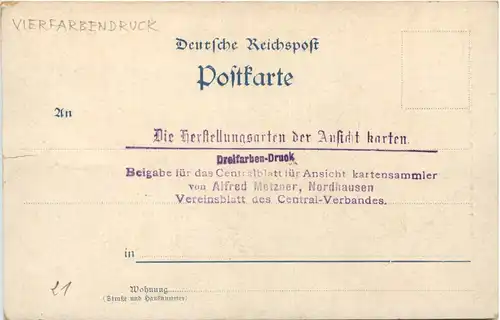 VIERFARBENDRUCK
Deutsche Reichspost
Postkarte
An
Die Herstellungsarten der Ansicht karten.
Dreifarben-Druck
Beigabe für das Centralblatt für Ansicht kartensammler
von Alfred Metzner, Nordhausen
Vereinsblatt des Central-Verbandes.
in
21
Wohnung
(Straße und Hausnummer)